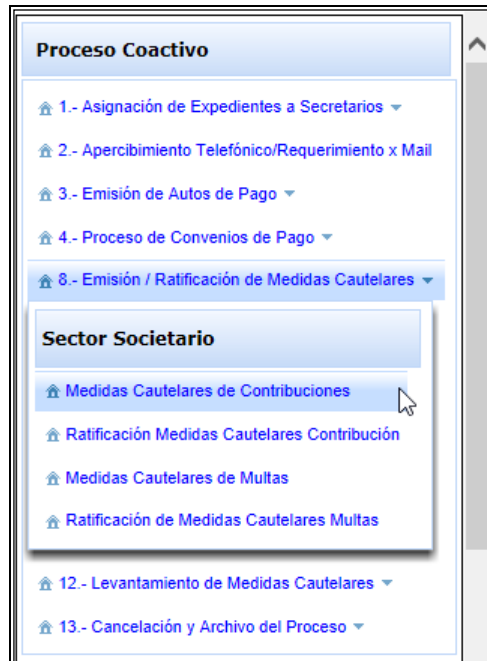 Proceso Coactivo
1.- Asignación de Expedientes a Secretarios
2.- Apercibimiento Telefónico/Requerimiento x Mail
3.- Emisión de Autos de Pago
4.- Proceso de Convenios de Pago
8.- Emisión / Ratificación de Medidas Cautelares
Sector Societario
Medidas Cautelares de Contribuciones
Ratificación Medidas Cautelares Contribución
Medidas Cautelares de Multas
Ratificación de Medidas Cautelares Multas
12.- Levantamiento de Medidas Cautelares
13.- Cancelación y Archivo del Proceso